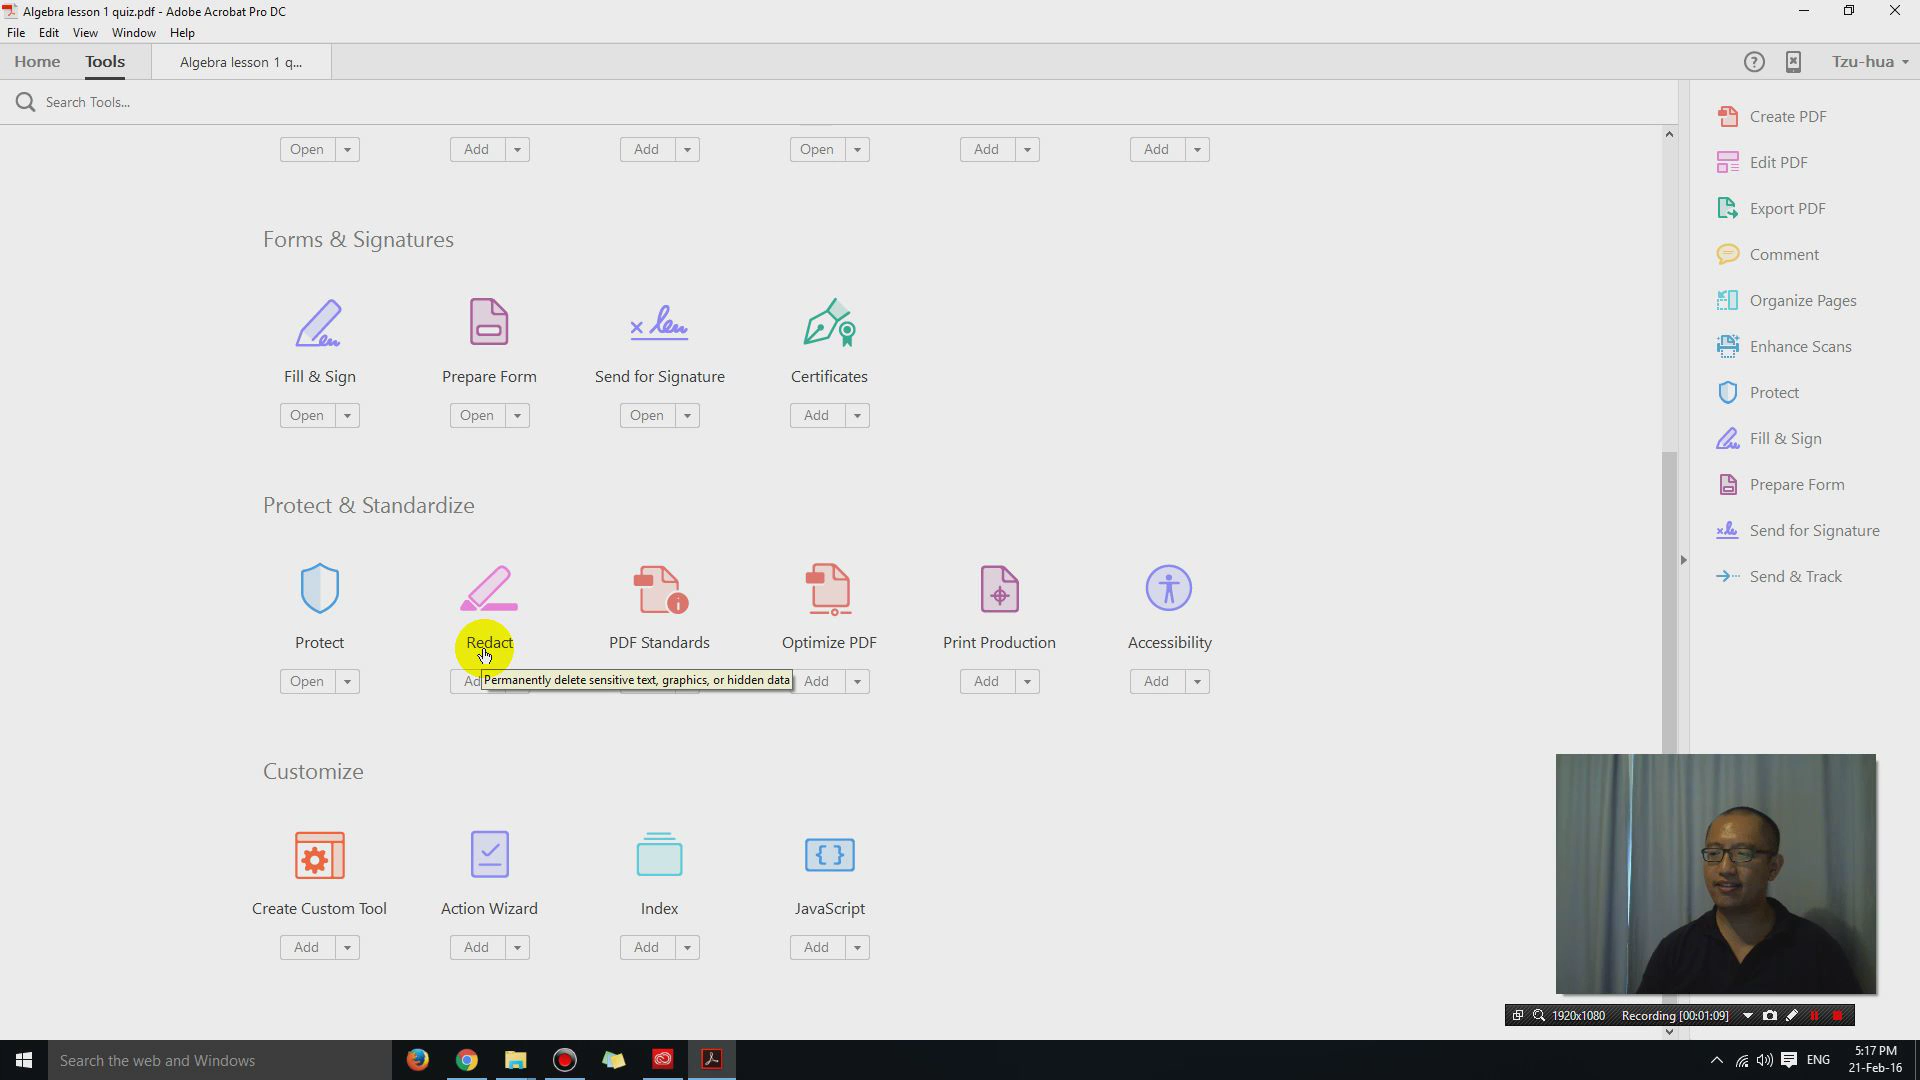 Algebra lesson 1 quiz.pdf - Adobe Acrobat Pro DC
File Edit View Window Help
Home Tools Algebra lesson 1 q... Tzu-hua
Search Tools...
Open Add Add Open Add Add
Forms & Signatures
Fill & Sign Prepare Form Send for Signature Certificates
Open Open Open Add
Protect & Standardize
Protect Redact PDF Standards Optimize PDF Print Production Accessibility
Open Ad Permanently delete sensitive text, graphics, or hidden data Add Add Add
Customize
Create Custom Tool Action Wizard Index JavaScript
Add Add Add Add
Create PDF
Edit PDF
Export PDF
Comment
Organize Pages
Enhance Scans
Protect
Fill & Sign
Prepare Form
Send for Signature
Send & Track
1920x1080 Recording [00:01:09]
Search the web and Windows
ENG
5:17 PM
21-Feb-16